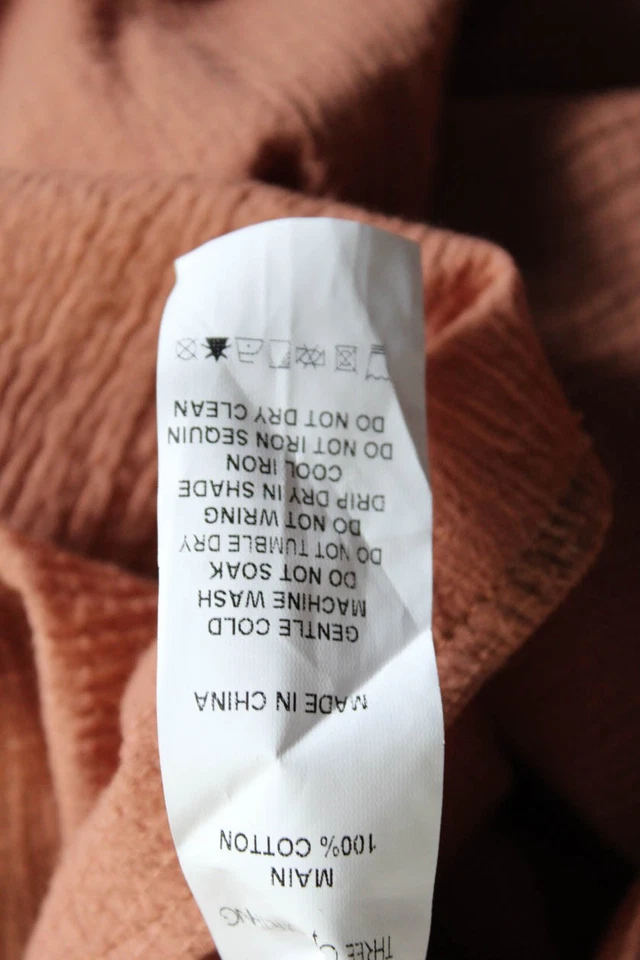 THREE
MAIN
100% COTTON
MADE IN CHINA
GENTLE COLD
MACHINE WASH
DO NOT SOAK
DO NOT TUMBLE DRY
DO NOT WRING
DRIP DRY IN SHADE
COOL IRON
DO NOT IRON SEQUIN
DO NOT DRY CLEAN